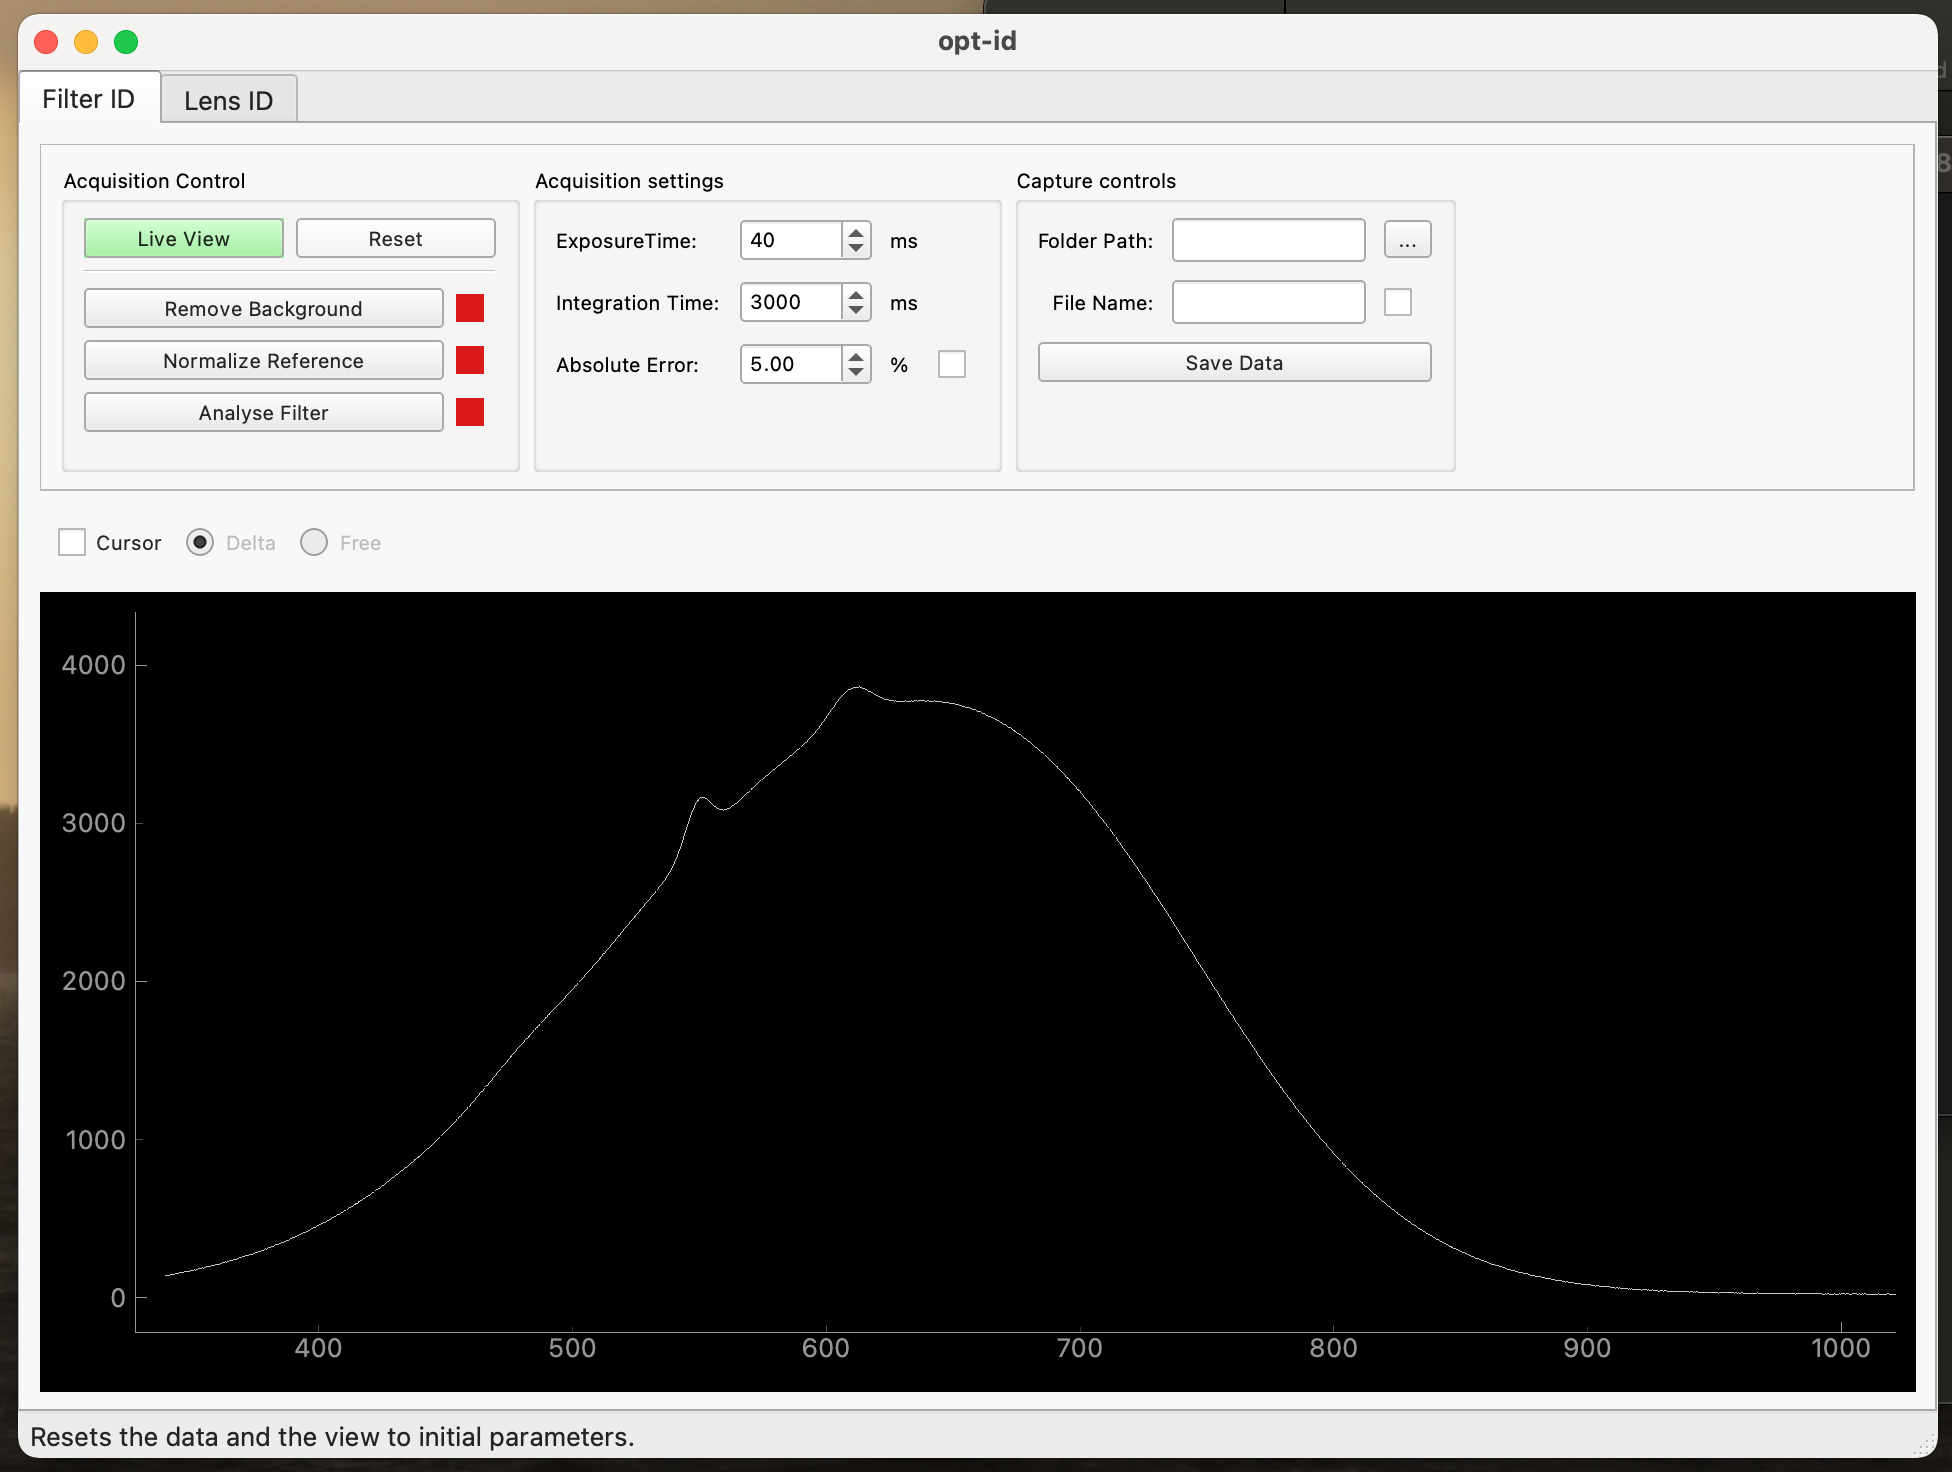 opt-id
Filter ID
Lens ID
Acquisition Control
Live View
Reset
Remove Background
Normalize Reference
Analyse Filter
Acquisition settings
ExposureTime: 40 ms
Integration Time: 3000 ms
Absolute Error: 5.00 %
Capture controls
Folder Path: ...
File Name:
Save Data
Cursor Delta Free
4000
3000
2000
1000
0
400 500 600 700 800 900 1000
Resets the data and the view to initial parameters.